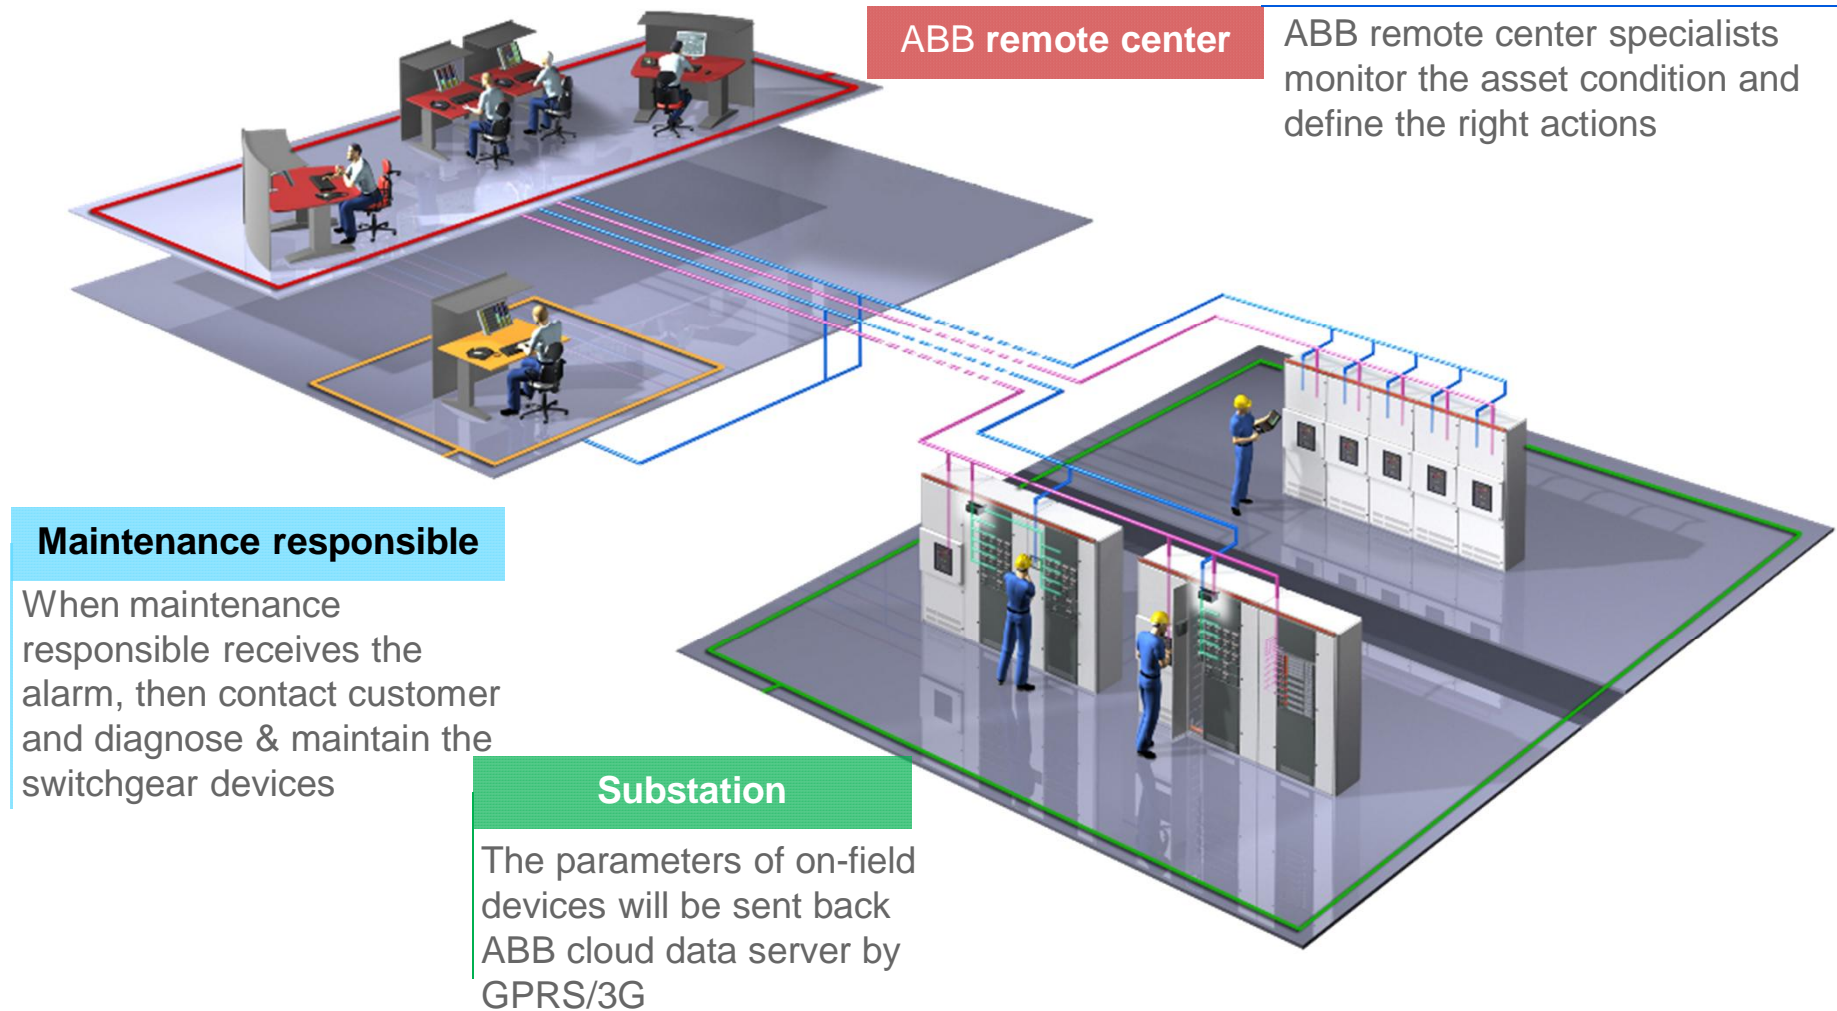 ABB remote center
ABB remote center specialists
monitor the asset condition and
define the right actions
Maintenance responsible
When maintenance
responsible receives the
alarm, then contact customer
and diagnose & maintain the
switchgear devices
Substation
The parameters of on-field
devices will be sent back
ABB cloud data server by
GPRS/3G